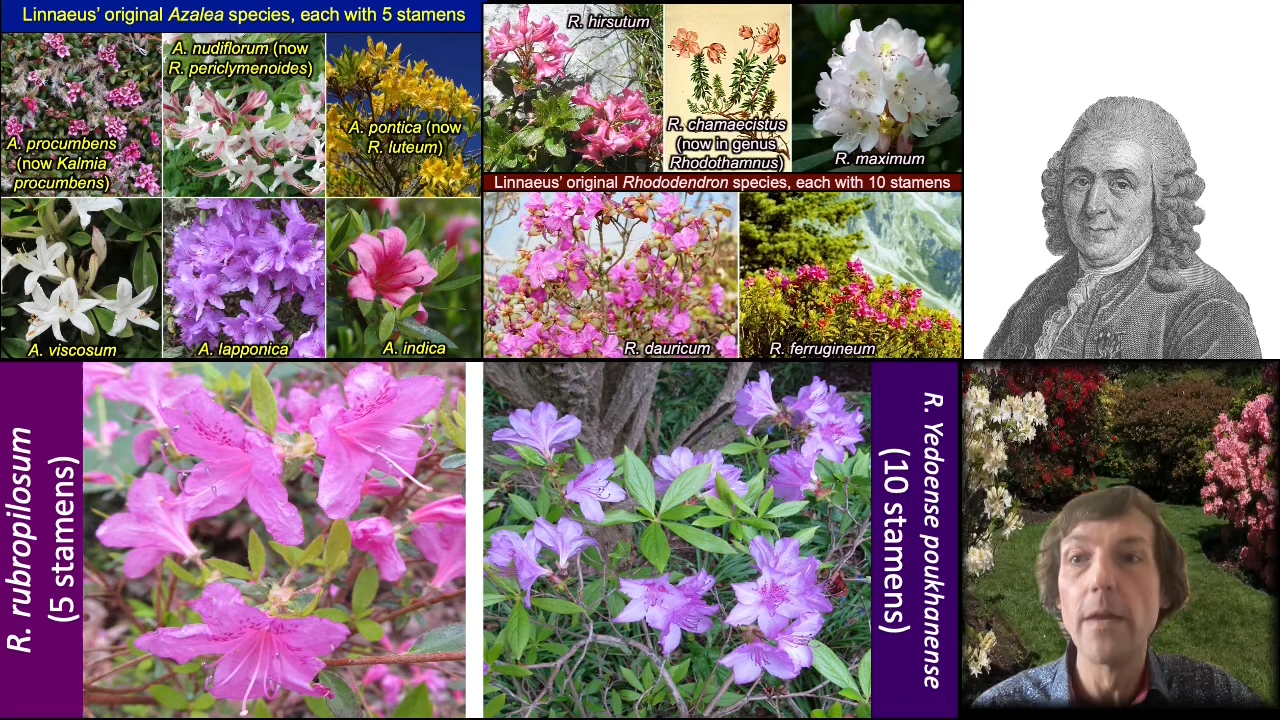 Linnaeus’ original Azalea species, each with 5 stamens
A. procumbens
(now Kalmia
procumbens)
A. nudiflorum (now
R. periclymenoides)
A. pontica (now
R. luteum)
A. viscosum
A. lapponica
A. indica
R. hirsutum
R. chamaecistus
(now in genus
Rhodothamnus)
R. maximum
Linnaeus’ original Rhododendron species, each with 10 stamens
R. dauricum
R. ferrugineum
R. rubropilosum
(5 stamens)
R. Yedoense poukhanense
(10 stamens)